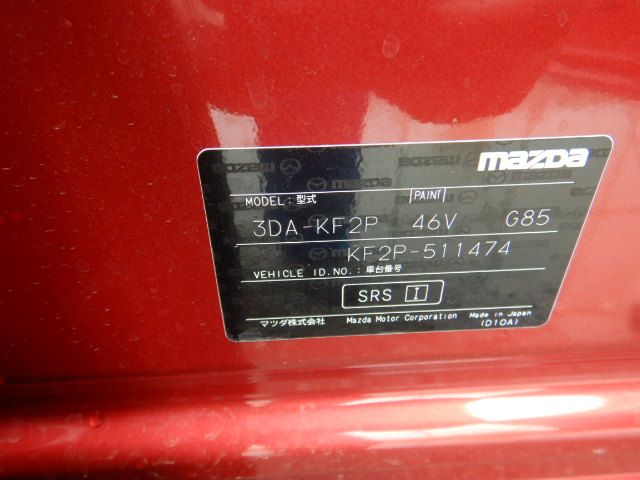 mazda
MODEL:型式 PAINT
3DA-KF2P 46V G85
KF2P-511474
VEHICLE ID.NO.:車台番号
SRS I
マツダ株式会社 Mazda Motor Corporation Made in Japan
(D10A)